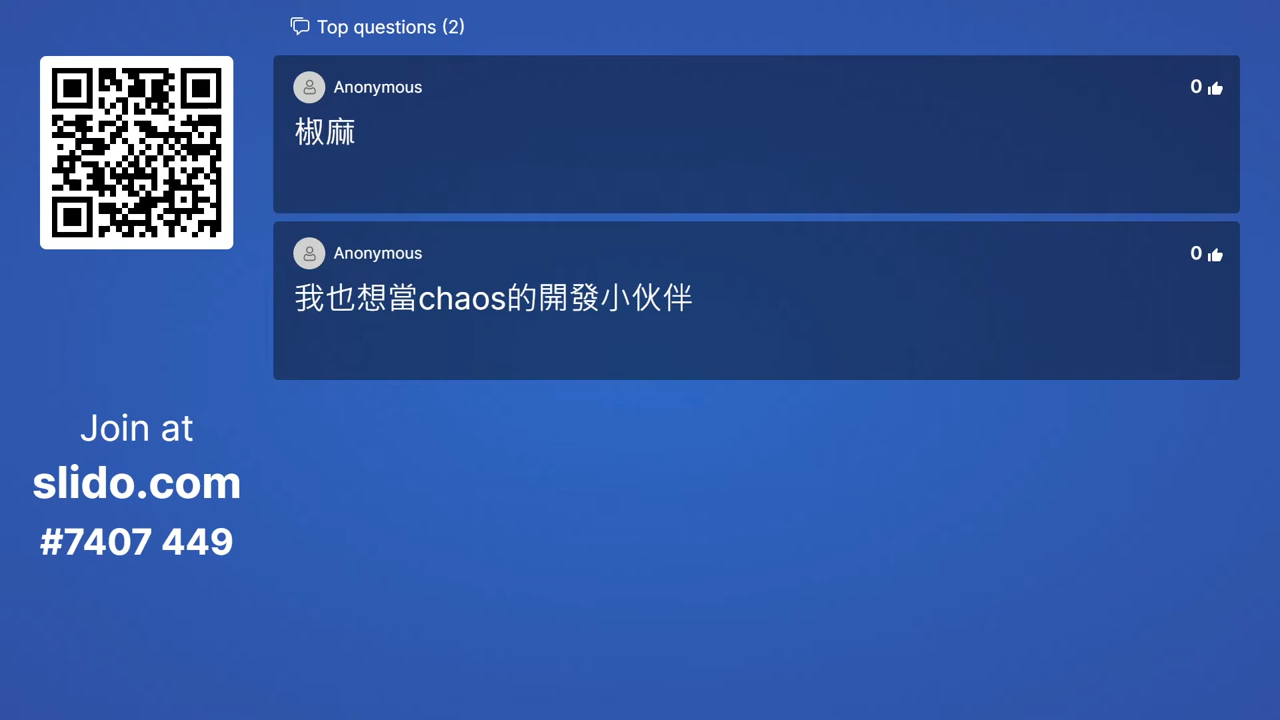 Top questions (2)
Anonymous
0
椒麻
Anonymous
0
我也想當chaos的開發小伙伴
Join at
slido.com
#7407 449